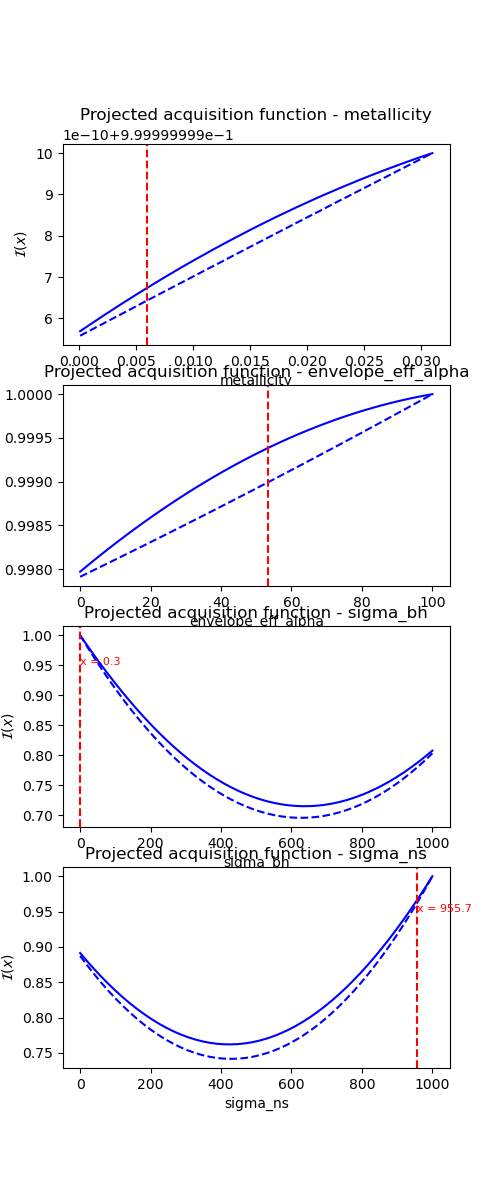 Projected acquisition function - metallicity
1e-10+9.99999999e-1
10
9
8
7
6
I(x)
0.000 0.005 0.010 0.015 0.020 0.025 0.030
metallicity
Projected acquisition function - envelope_eff_alpha
1.0000
0.9995
0.9990
0.9985
0.9980
0 20 40 60 80 100
envelope_eff_alpha
Projected acquisition function - sigma_bh
1.00
x = 0.3
0.95
0.90
0.85
0.80
0.75
0.70
I(x)
0 200 400 600 800 1000
sigma_bh
Projected acquisition function - sigma_ns
1.00
0.95
x = 955.7
0.90
0.85
0.80
0.75
I(x)
0 200 400 600 800 1000
sigma_ns